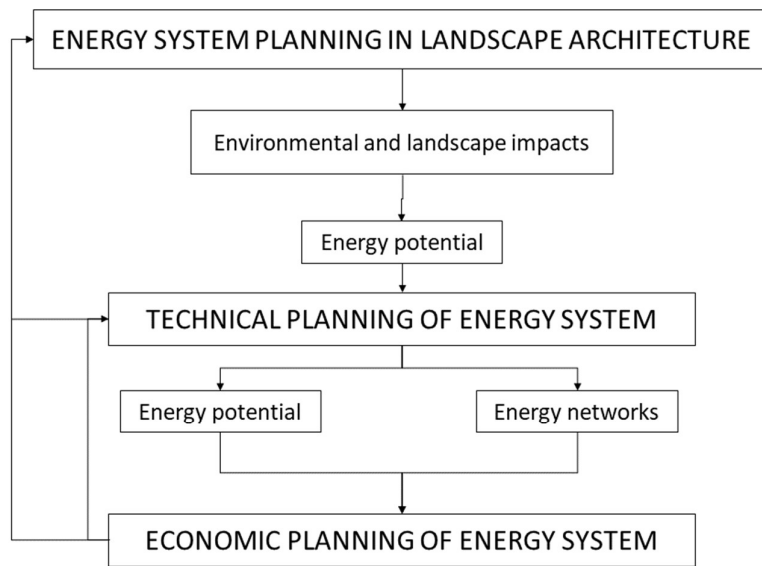 ENERGY SYSTEM PLANNING IN LANDSCAPE ARCHITECTURE
Environmental and landscape impacts
Energy potential
TECHNICAL PLANNING OF ENERGY SYSTEM
Energy potential
Energy networks
ECONOMIC PLANNING OF ENERGY SYSTEM